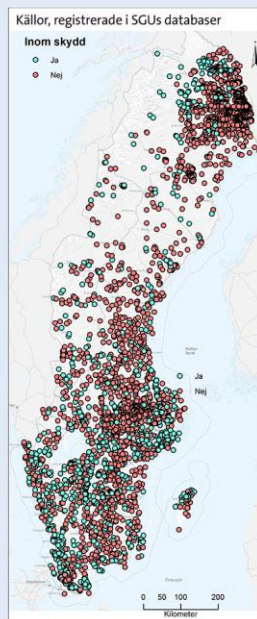 Källor, registrerade i SGUs databaser
Inom skydd
Ja
Nej
Ja
Nej
0 50 100 200
Kilometer